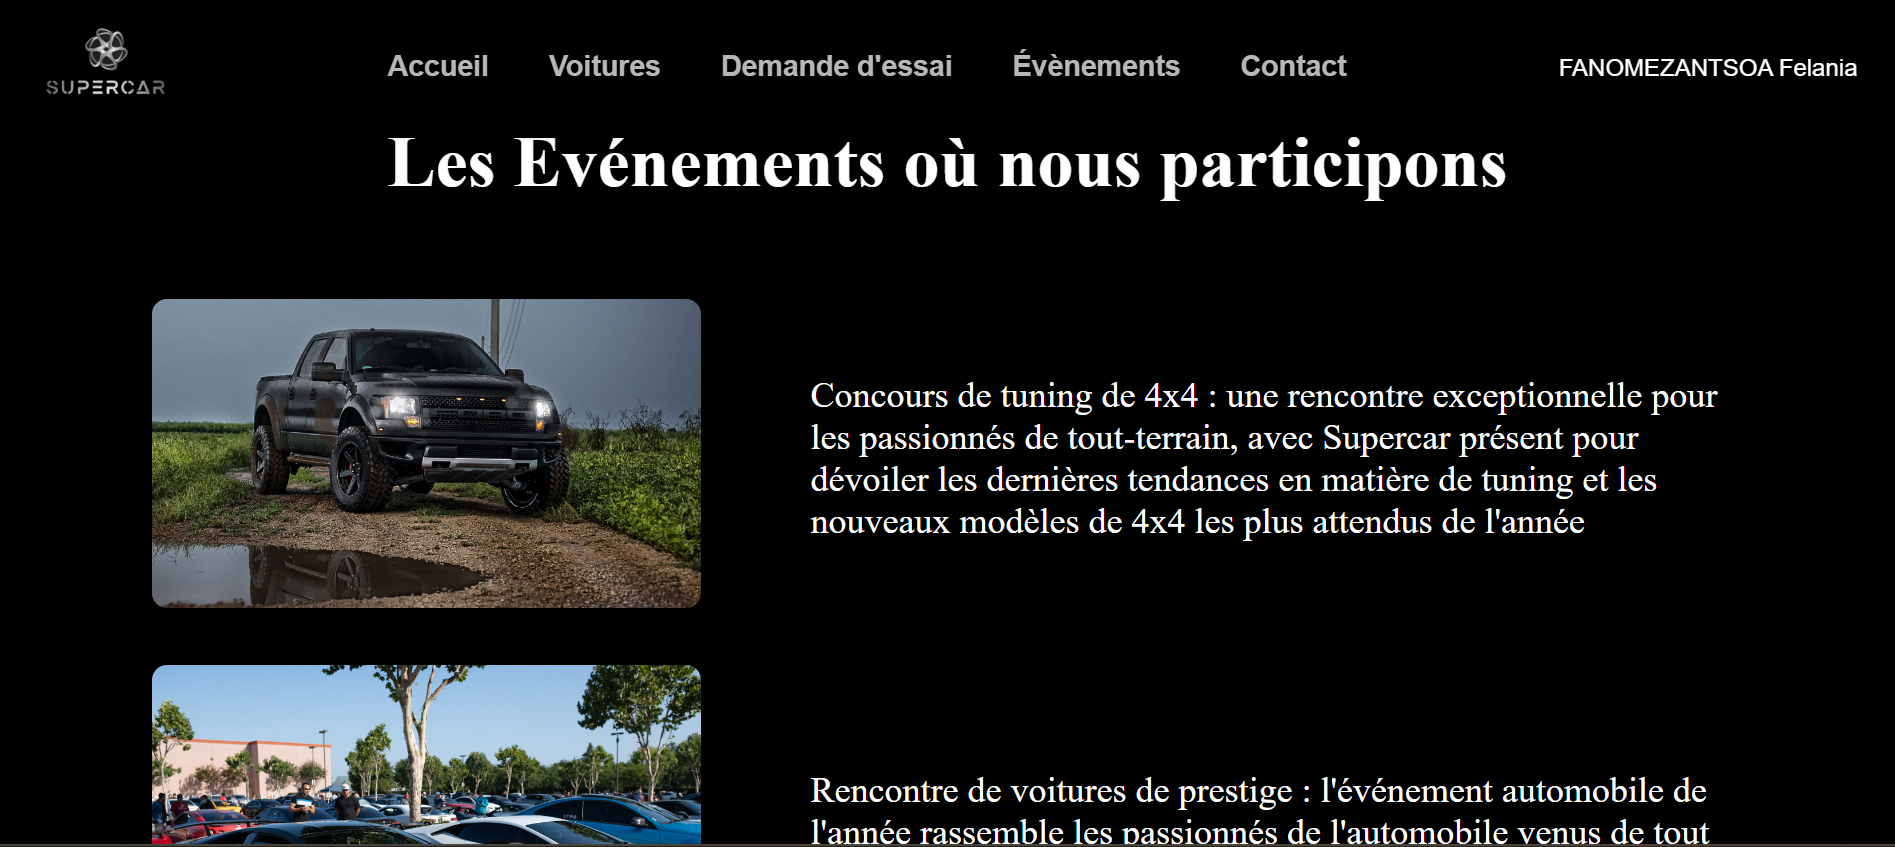 SUPERCAR
Accueil Voitures Demande d'essai Évènements Contact FANOMEZANTSOA Felania
Les Evénements où nous participons
Concours de tuning de 4x4 : une rencontre exceptionnelle pour
les passionnés de tout-terrain, avec Supercar présent pour
dévoiler les dernières tendances en matière de tuning et les
nouveaux modèles de 4x4 les plus attendus de l'année
Rencontre de voitures de prestige : l'événement automobile de
l'année rassemble les passionnés de l'automobile venus de tout